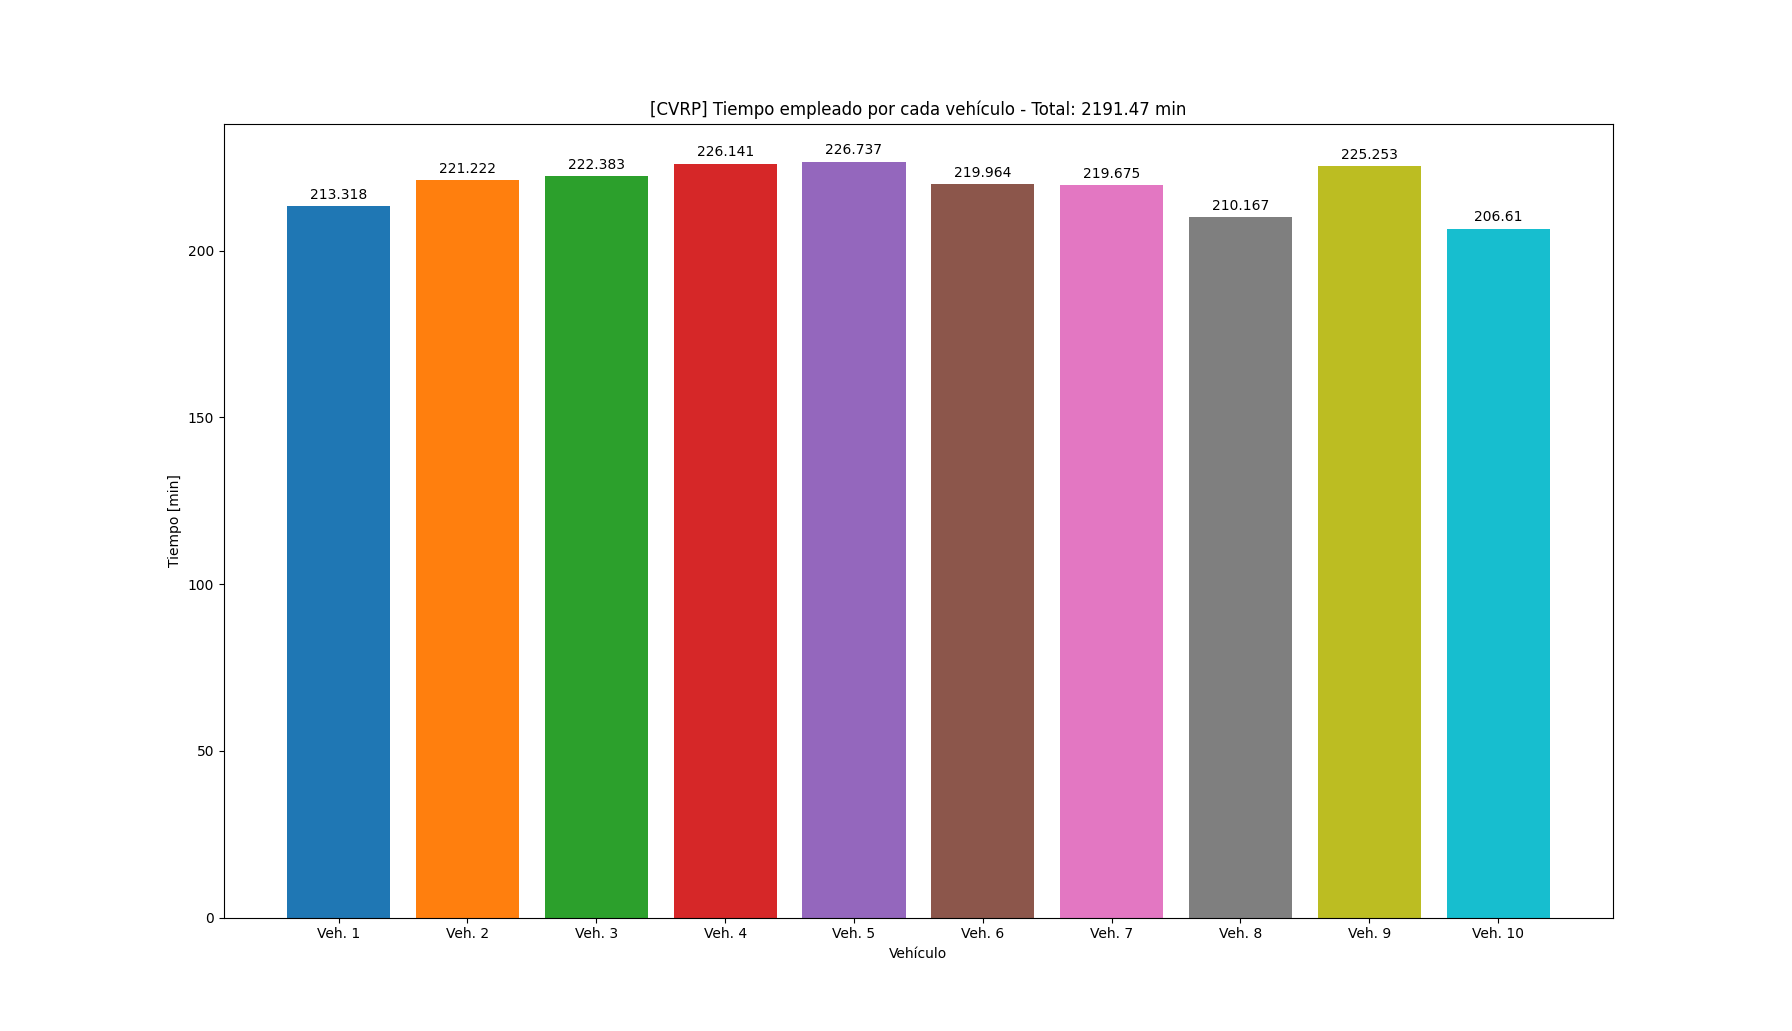 [CVRP] Tiempo empleado por cada vehículo - Total: 2191.47 min
213.318
221.222
222.383
226.141
226.737
219.964
219.675
210.167
225.253
206.61
200
150
100
50
0
Tiempo [min]
Veh. 1
Veh. 2
Veh. 3
Veh. 4
Veh. 5
Veh. 6
Veh. 7
Veh. 8
Veh. 9
Veh. 10
Vehículo